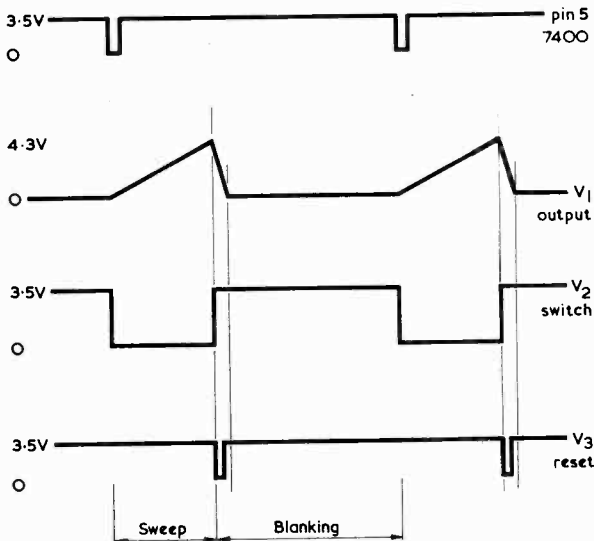 3·5V
pin 5
7400
O
4·3V
O
V1
output
3·5V
V2
switch
O
3·5V
V3
reset
O
Sweep
Blanking